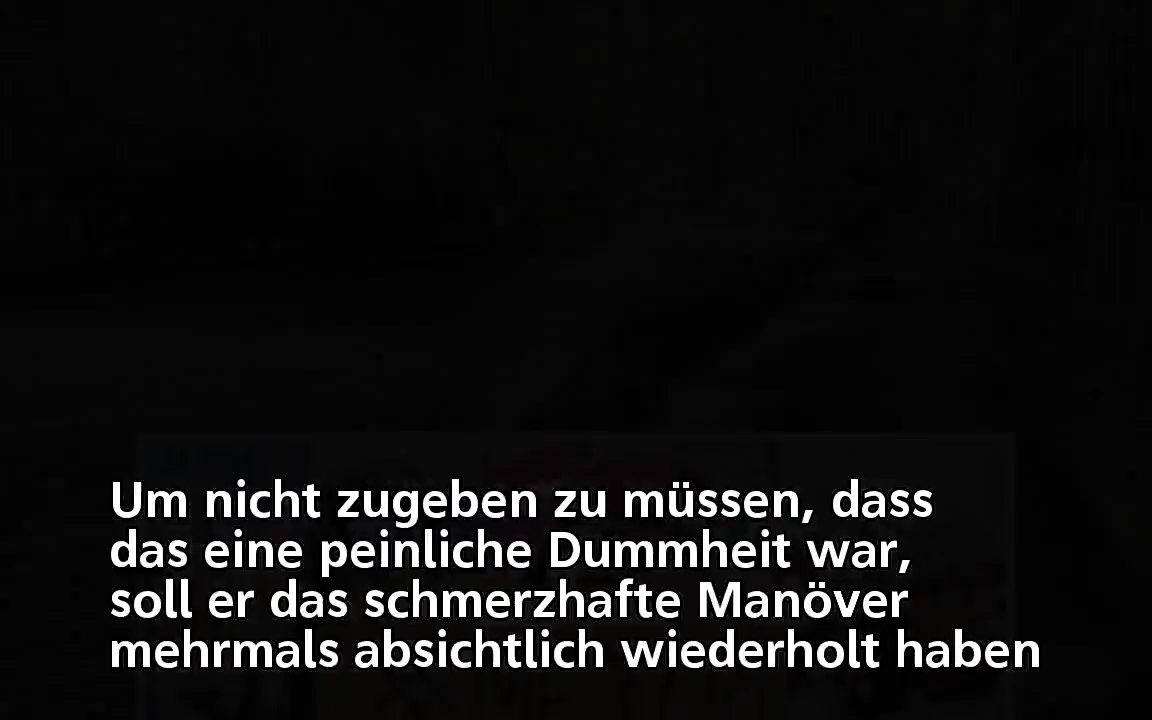 Um nicht zugeben zu müssen, dass
das eine peinliche Dummheit war,
soll er das schmerzhafte Manöver
mehrmals absichtlich wiederholt haben